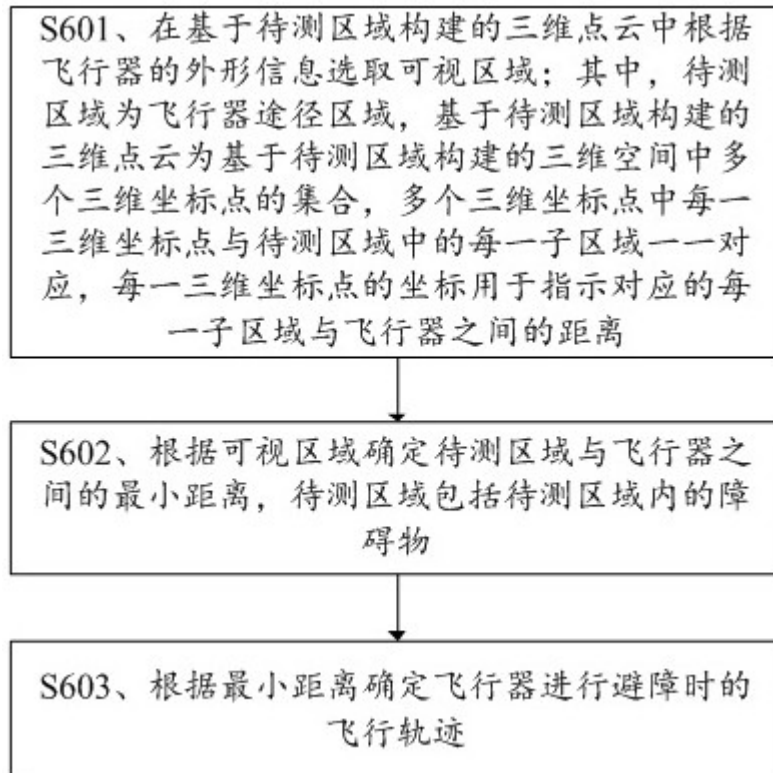 S601、在基于待测区域构建的三维点云中根据
飞行器的外形信息选取可视区域；其中，待测
区域为飞行器途径区域，基于待测区域构建的
三维点云为基于待测区域构建的三维空间中多
个三维坐标点的集合，多个三维坐标点中每一
三维坐标点与待测区域中的每一子区域一一对
应，每一三维坐标点的坐标用于指示对应的每
一子区域与飞行器之间的距离
S602、根据可视区域确定待测区域与飞行器之
间的最小距离，待测区域包括待测区域内的障
碍物
S603、根据最小距离确定飞行器进行避障时的
飞行轨迹